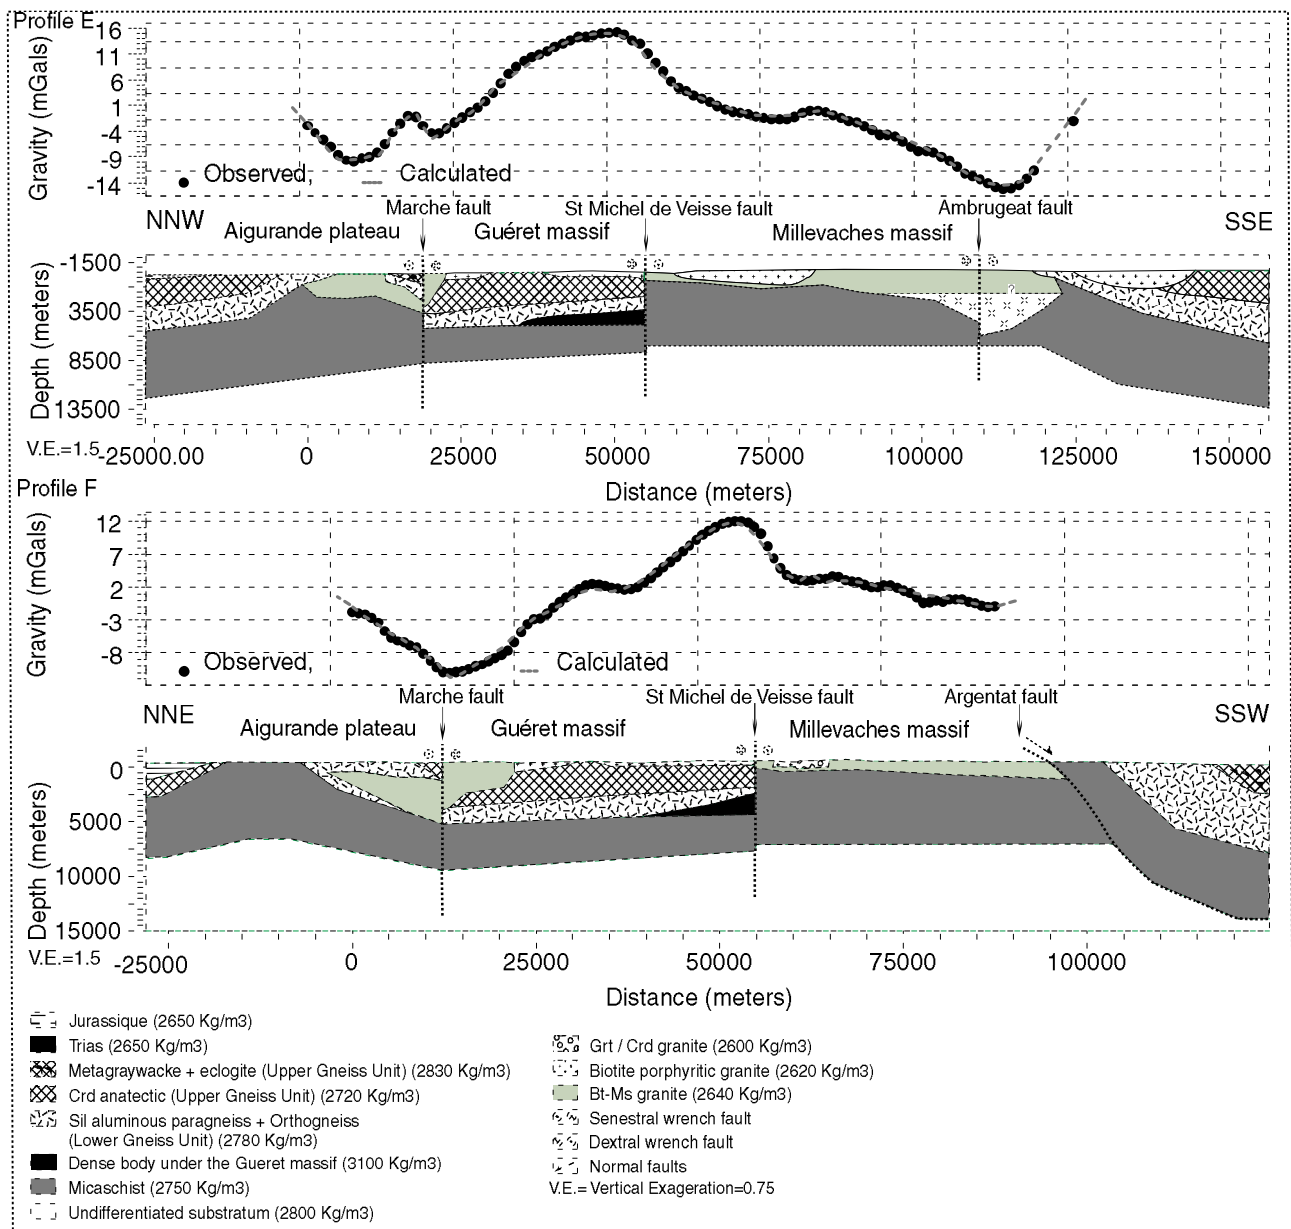 Profile E
16
11
6
1
-4
-9
-14
Gravity (mGals)
Observed, Calculated
NNW
SSE
Marche fault
St Michel de Veisse fault
Ambrugeat fault
Aigurande plateau
Guéret massif
Millevaches massif
-1500
3500
8500
13500
Depth (meters)
?
V.E.=1.5
-25000.00 0 25000 50000 75000 100000 125000 150000
Distance (meters)
Profile F
12
7
2
-3
-8
Gravity (mGals)
Observed, Calculated
NNE
SSW
Marche fault
St Michel de Veisse fault
Argentat fault
Aigurande plateau
Guéret massif
Millevaches massif
0
5000
10000
15000
Depth (meters)
V.E.=1.5
-25000 0 25000 50000 75000 100000
Distance (meters)
Jurassique (2650 Kg/m3)
Trias (2650 Kg/m3)
Metagraywacke + eclogite (Upper Gneiss Unit) (2830 Kg/m3)
Crd anatectic (Upper Gneiss Unit) (2720 Kg/m3)
Sil aluminous paragneiss + Orthogneiss
(Lower Gneiss Unit) (2780 Kg/m3)
Dense body under the Gueret massif (3100 Kg/m3)
Micaschist (2750 Kg/m3)
Undifferentiated substratum (2800 Kg/m3)
Grt / Crd granite (2600 Kg/m3)
Biotite porphyritic granite (2620 Kg/m3)
Bt-Ms granite (2640 Kg/m3)
Senestral wrench fault
Dextral wrench fault
Normal faults
V.E.= Vertical Exageration=0.75